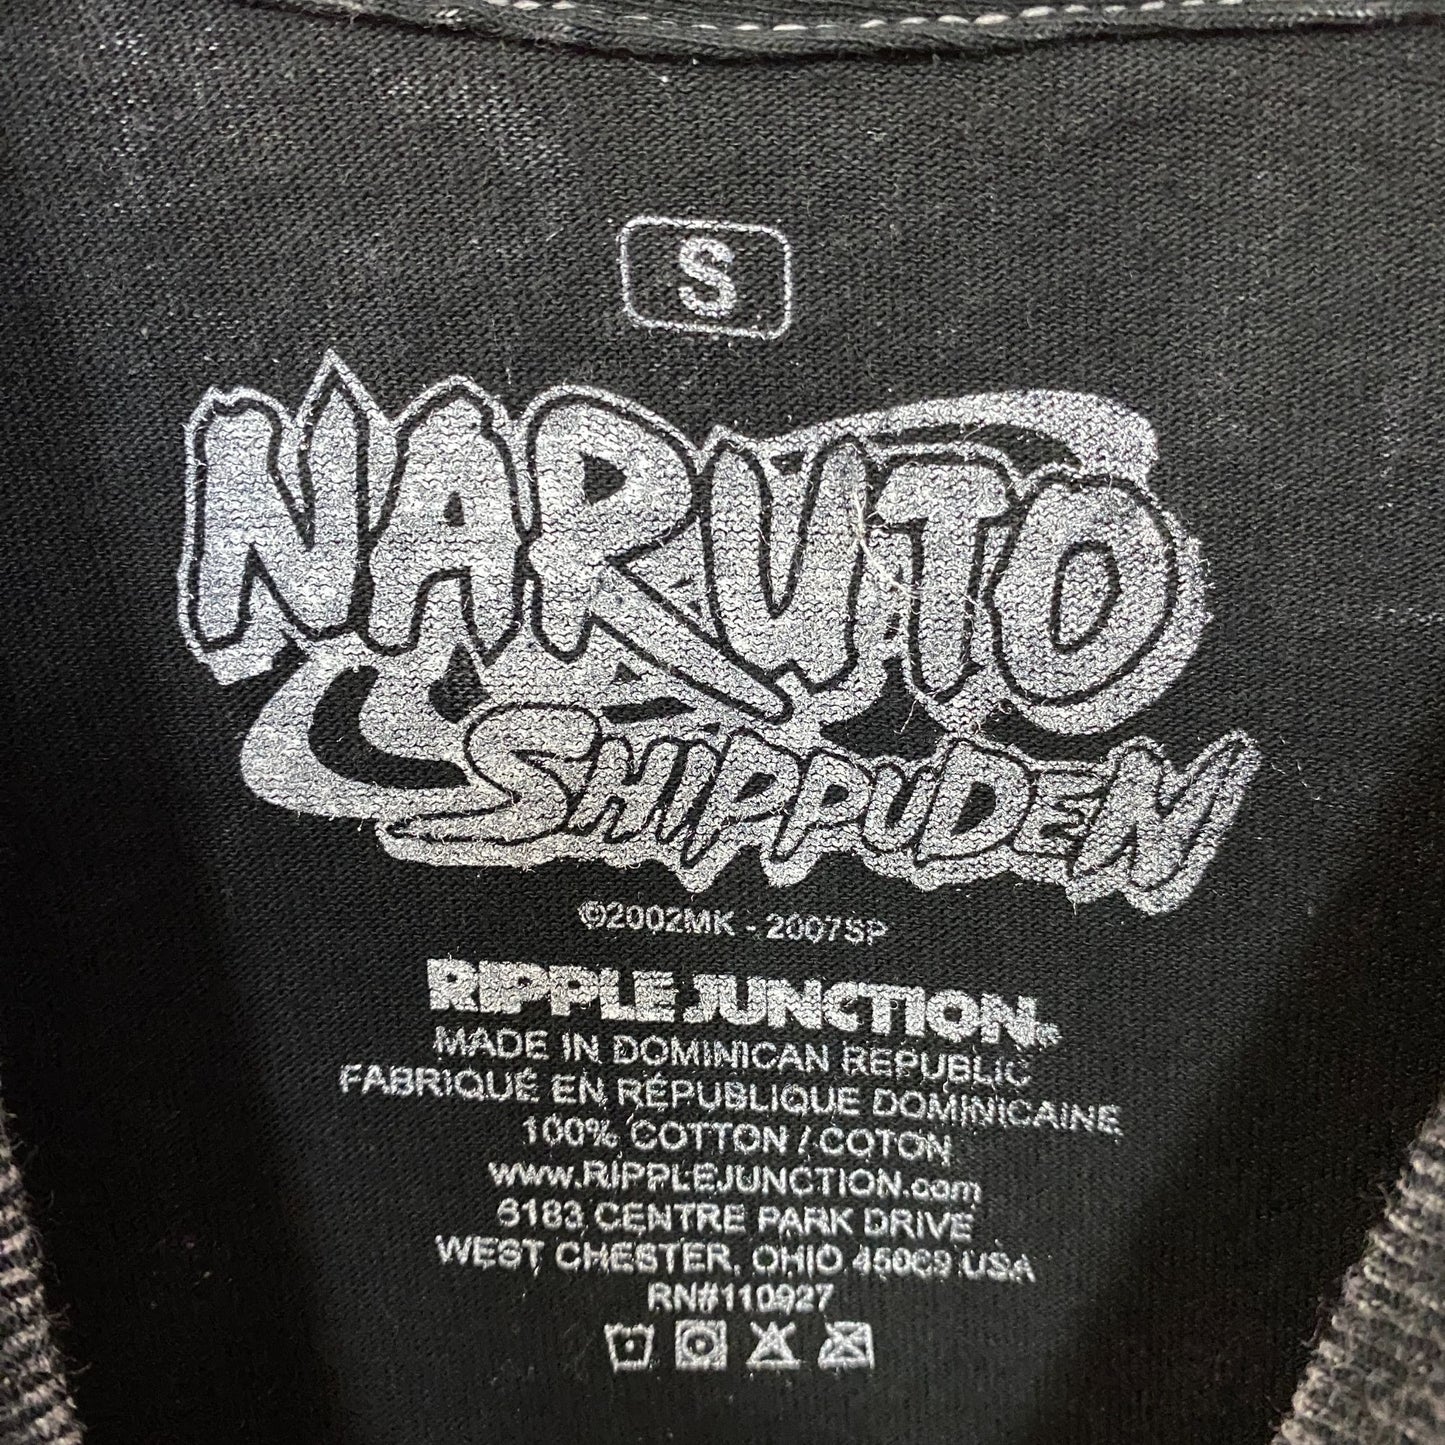 S
NARUTO
SHIPPUDEN
©2002MK - 2007SP
RIPPLE JUNCTION®
MADE IN DOMINICAN REPUBLIC
FABRIQUÉ EN RÉPUBLIQUE DOMINICAINE
100% COTTON / COTON
www.RIPPLEJUNCTION.com
6183 CENTRE PARK DRIVE
WEST CHESTER, OHIO 45069 USA
RN#110927